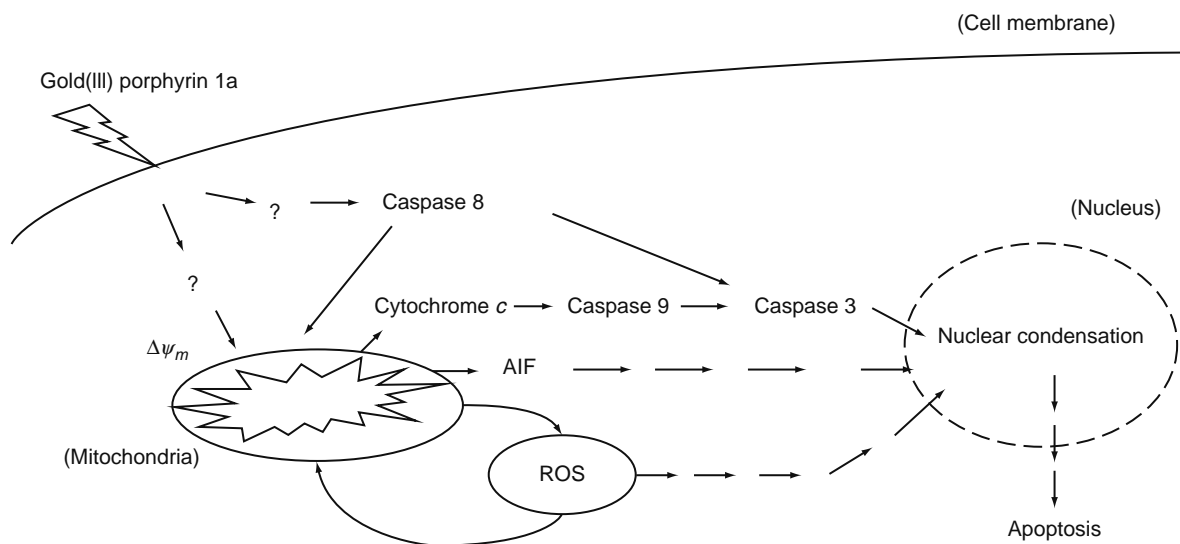 (Cell membrane)
Gold(III) porphyrin 1a
? Caspase 8
(Nucleus)
?
Cytochrome c Caspase 9 Caspase 3
Nuclear condensation
Δψm
AIF
(Mitochondria)
ROS
Apoptosis